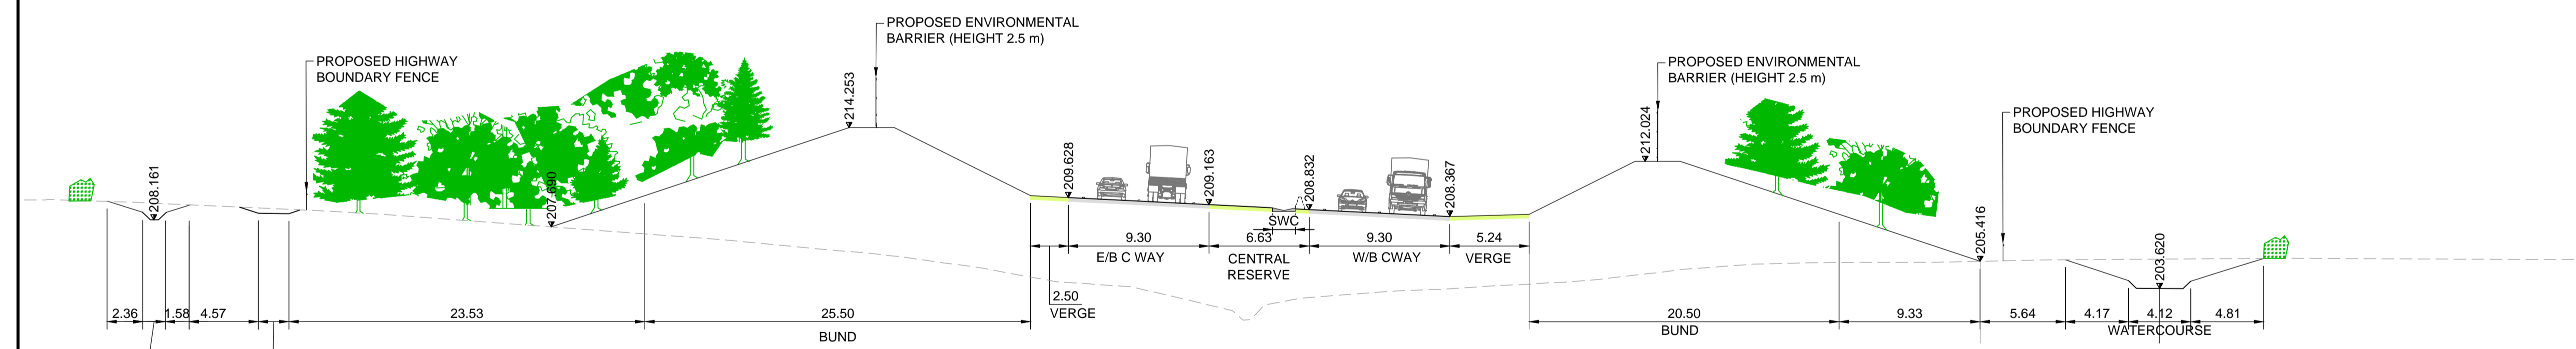 PROPOSED ENVIRONMENTAL
BARRIER (HEIGHT 2.5 m)
PROPOSED HIGHWAY
BOUNDARY FENCE
PROPOSED ENVIRONMENTAL
BARRIER (HEIGHT 2.5 m)
PROPOSED HIGHWAY
BOUNDARY FENCE
208.161
207.690
214.253
209.628
209.163
208.832
208.367
212.024
205.416
203.620
SWC
9.30
6.63
9.30
5.24
E/B C WAY
CENTRAL
RESERVE
W/B CWAY
VERGE
2.50
VERGE
2.36
1.58
4.57
23.53
25.50
20.50
9.33
5.64
4.17
4.12
4.81
BUND
BUND
WATERCOURSE